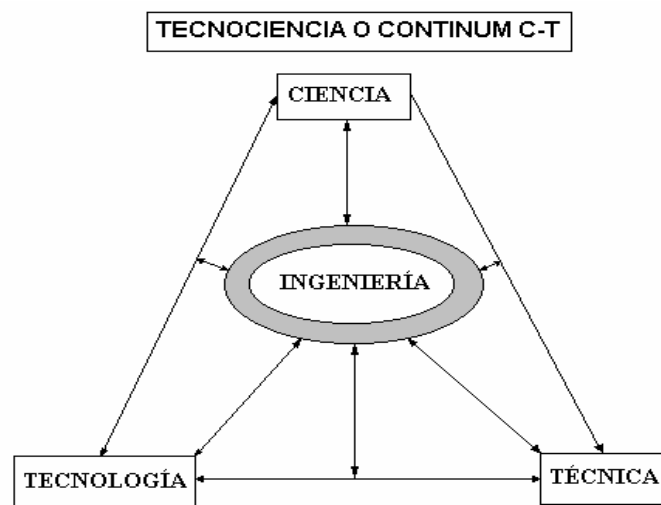 TECNOCIENCIA O CONTINUM C-T
CIENCIA
INGENIERÍA
TECNOLOGÍA
TÉCNICA